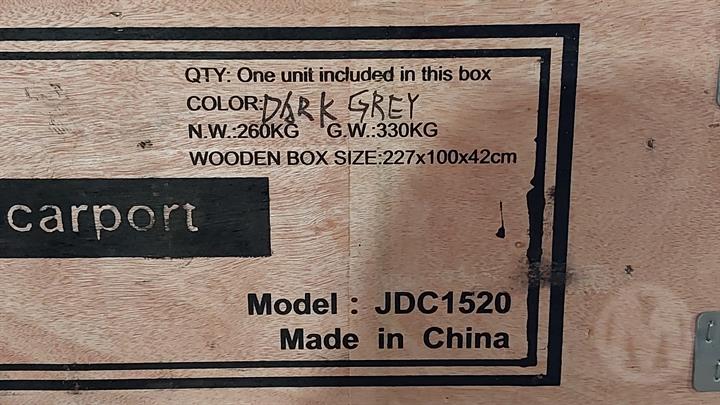 QTY: One unit included in this box
COLOR:DARK GREY
N.W.:260KG G.W.:330KG
WOODEN BOX SIZE:227x100x42cm
carport
Model : JDC1520
Made in China